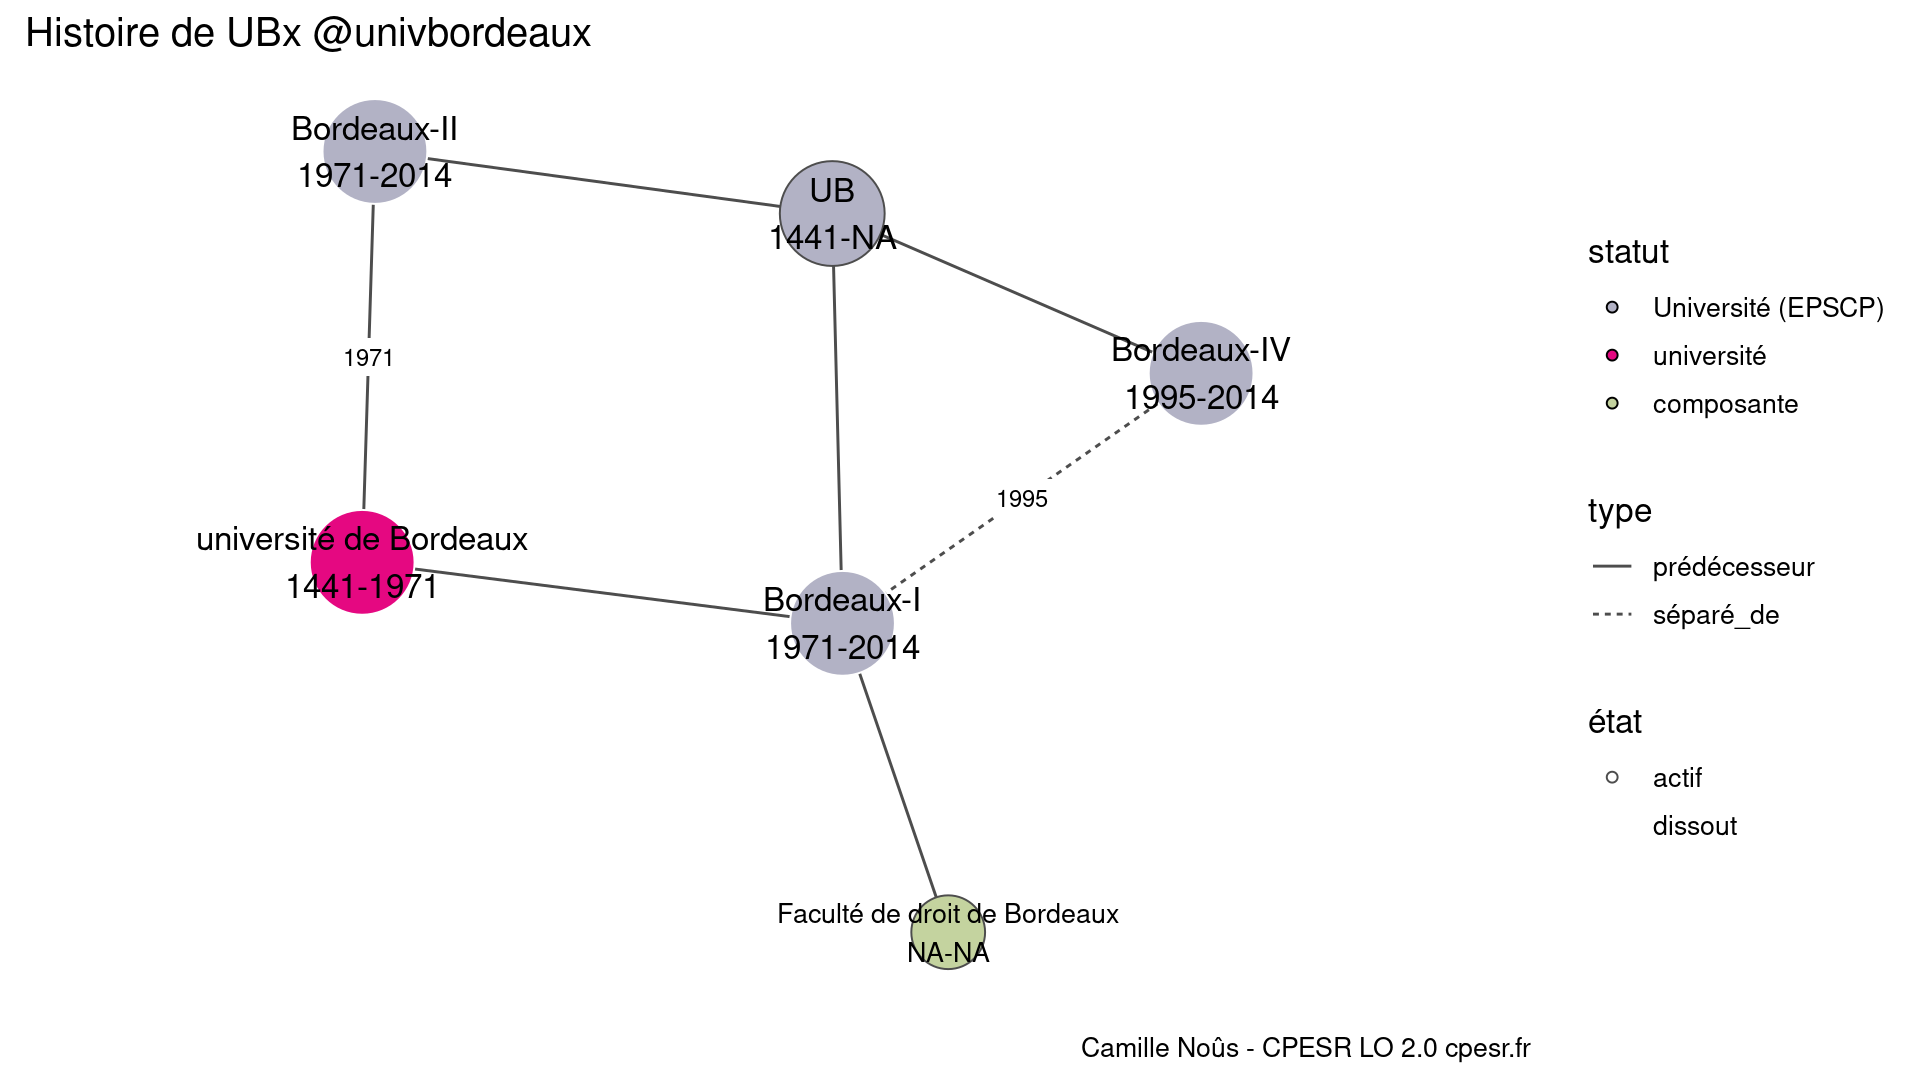 Histoire de UBx @univbordeaux
Bordeaux-II
1971-2014
UB
1441-NA
Bordeaux-IV
1995-2014
1971
1995
université de Bordeaux
1441-1971
Bordeaux-I
1971-2014
Faculté de droit de Bordeaux
NA-NA
statut
Université (EPSCP)
université
composante
type
prédécesseur
séparé_de
état
actif
dissout
Camille Noûs - CPESR LO 2.0 cpesr.fr